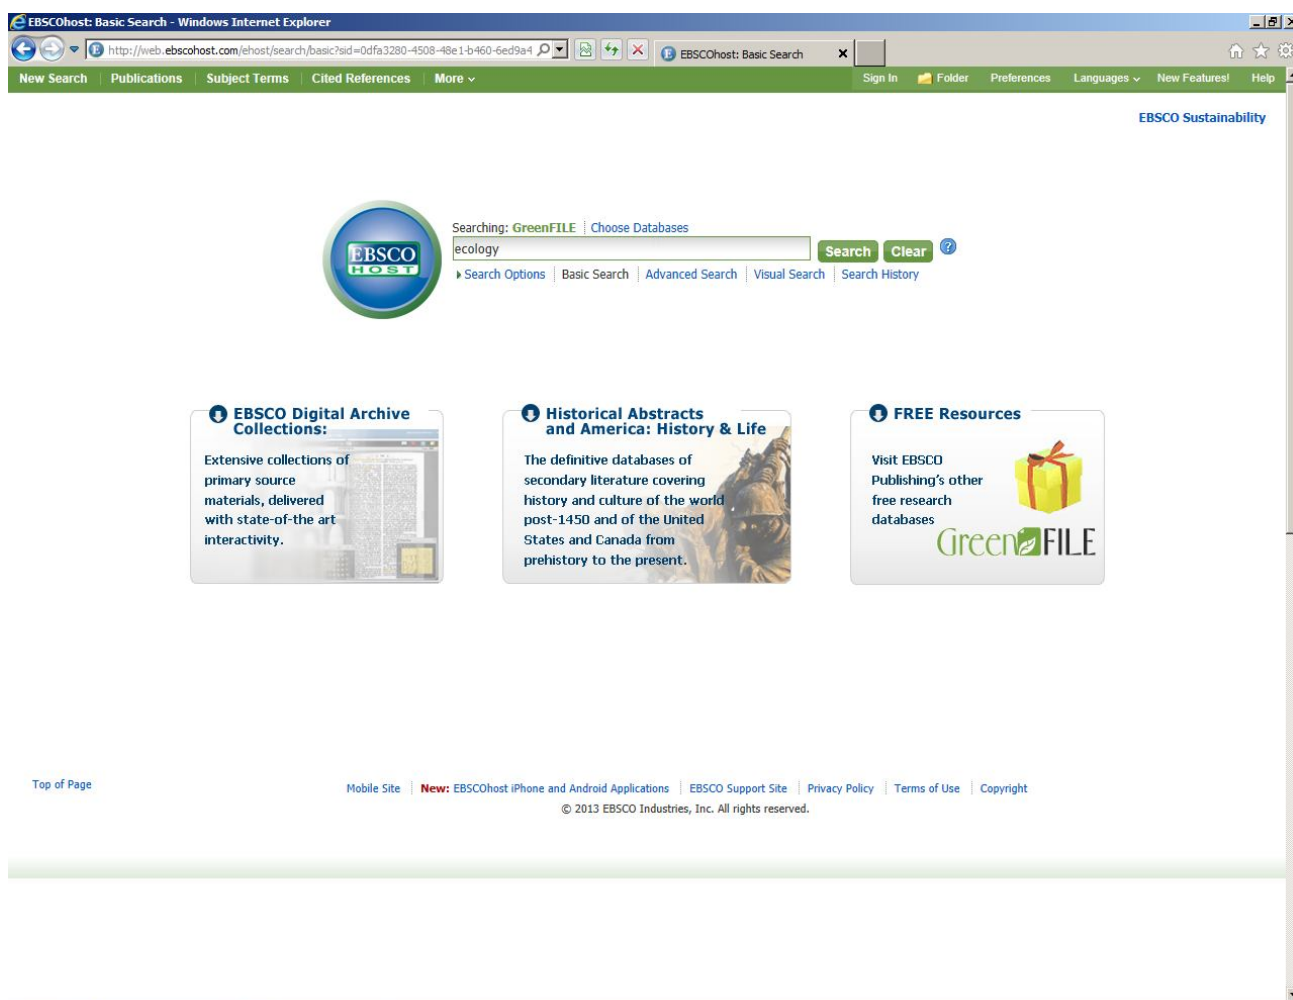 EBSCOhost: Basic Search - Windows Internet Explorer
http://web.ebscohost.com/ehost/search/basic?sid=0dfa3280-4508-48e1-b460-6ed9a4
EBSCOhost: Basic Search
New Search Publications Subject Terms Cited References More
Sign In Folder Preferences Languages New Features! Help
EBSCO Sustainability
EBSCO
HOST
Searching: GreenFILE Choose Databases
ecology
Search Clear ?
Search Options Basic Search Advanced Search Visual Search Search History
EBSCO Digital Archive
Collections:
Extensive collections of
primary source
materials, delivered
with state-of-the art
interactivity.
Historical Abstracts
and America: History & Life
The definitive databases of
secondary literature covering
history and culture of the world
post-1450 and of the United
States and Canada from
prehistory to the present.
FREE Resources
Visit EBSCO
Publishing's other
free research
databases
GreenFILE
Top of Page
Mobile Site New: EBSCOhost iPhone and Android Applications EBSCO Support Site Privacy Policy Terms of Use Copyright
© 2013 EBSCO Industries, Inc. All rights reserved.